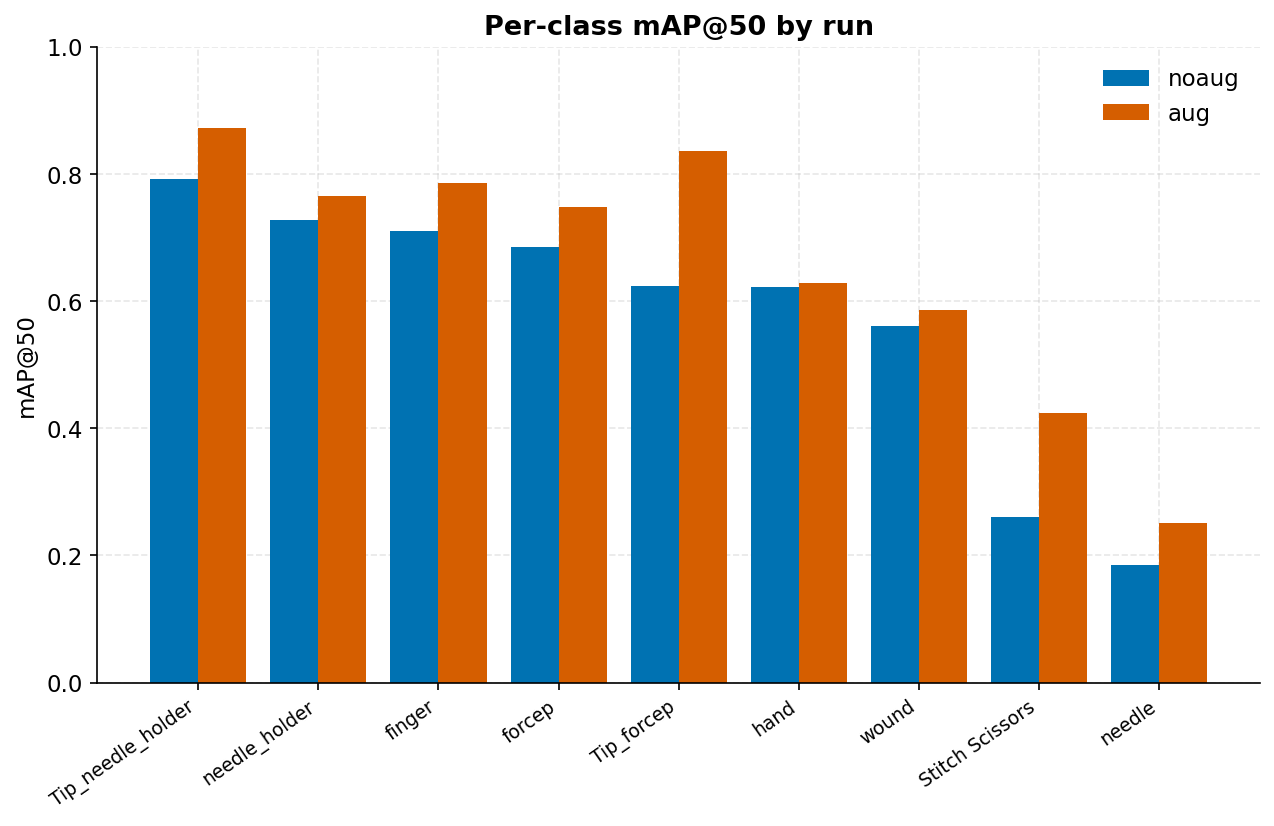 Per-class mAP@50 by run
noaug
aug
mAP@50
1.0
0.8
0.6
0.4
0.2
0.0
Tip_needle_holder
needle_holder
finger
forcep
Tip_forcep
hand
wound
Stitch Scissors
needle